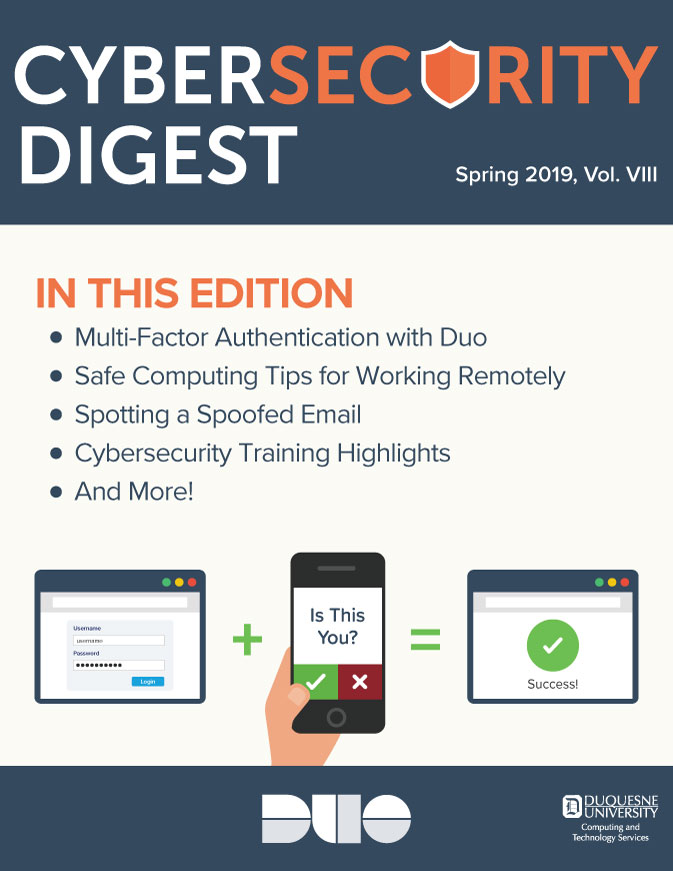 CYBERSECURITY
DIGEST
Spring 2019, Vol. VIII
IN THIS EDITION
• Multi-Factor Authentication with Duo
• Safe Computing Tips for Working Remotely
• Spotting a Spoofed Email
• Cybersecurity Training Highlights
• And More!
Username
username
Password
Login
+
Is This
You?
=
Success!
DUO
D
DUQUESNE
UNIVERSITY
Computing and
Technology Services